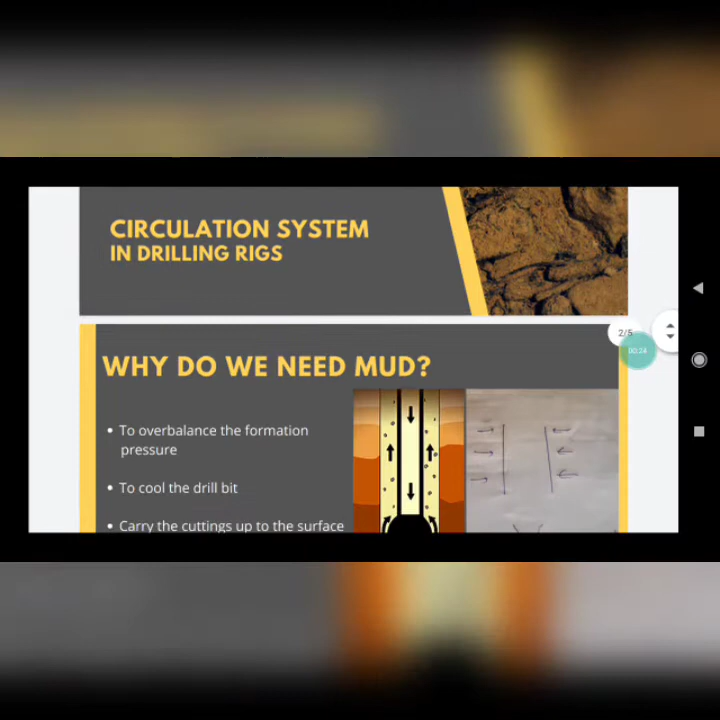 CIRCULATION SYSTEM
IN DRILLING RIGS
2/5
00:24
WHY DO WE NEED MUD?
• To overbalance the formation
pressure
• To cool the drill bit
• Carry the cuttings up to the surface